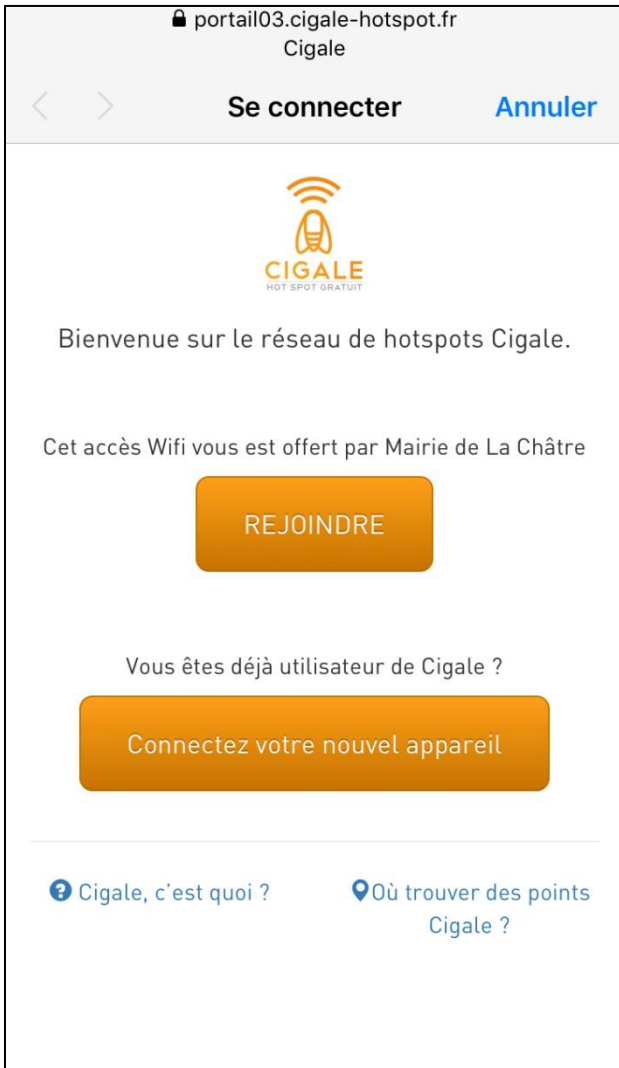 portail03.cigale-hotspot.fr
Cigale
Se connecter
Annuler
CIGALE
HOT SPOT GRATUIT
Bienvenue sur le réseau de hotspots Cigale.
Cet accès Wifi vous est offert par Mairie de La Châtre
REJOINDRE
Vous êtes déjà utilisateur de Cigale ?
Connectez votre nouvel appareil
Cigale, c'est quoi ?
Où trouver des points
Cigale ?